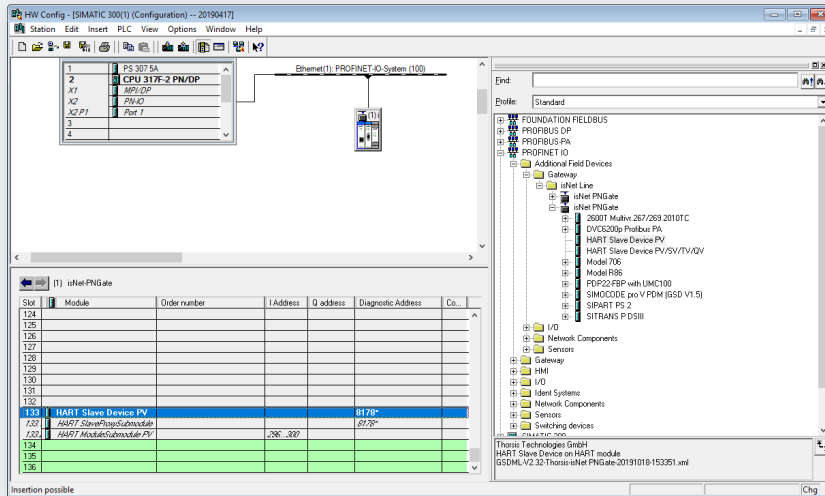 HW Config - [SIMATIC 300(1) (Configuration) -- 20190417]
Station Edit Insert PLC View Options Window Help
1 PS 307 5A
2 CPU 317F-2 PN/DP
X1 MPI/DP
X2 PN-IO
X2 P1 Port 1
3
4
Ethernet(1): PROFINET-IO-System (100)
(1) i
Find:
Profile: Standard
FOUNDATION FIELDBUS
PROFIBUS DP
PROFIBUS-PA
PROFINET IO
Additional Field Devices
Gateway
isNet Line
isNet PNGate
isNet PNGate
2600T Multivr.267/269 2010TC
DVC6200p Profibus PA
HART Slave Device PV
HART Slave Device PV/SV/TV/QV
Model 706
Model R86
PDP22-FBP with UMC100
SIMOCODE pro V PDM (GSD V1.5)
SIPART PS 2
SITRANS P DSIII
I/O
Network Components
Sensors
Gateway
HMI
I/O
Ident Systems
Network Components
Sensors
Switching devices
SIMATIC 300
(1) isNet-PNGate
Slot Module Order number I Address Q address Diagnostic Address Co...
124
125
126
127
128
129
130
131
132
133 HART Slave Device PV 8178*
133 HART SlaveProxySubmodule 8178*
133. HART ModuleSubmodule PV 296...300
134
135
136
Thorsis Technologies GmbH
HART Slave Device on HART module
GSDML-V2.32-Thorsis-isNet PNGate-20191018-153351.xml
Insertion possible
Chg